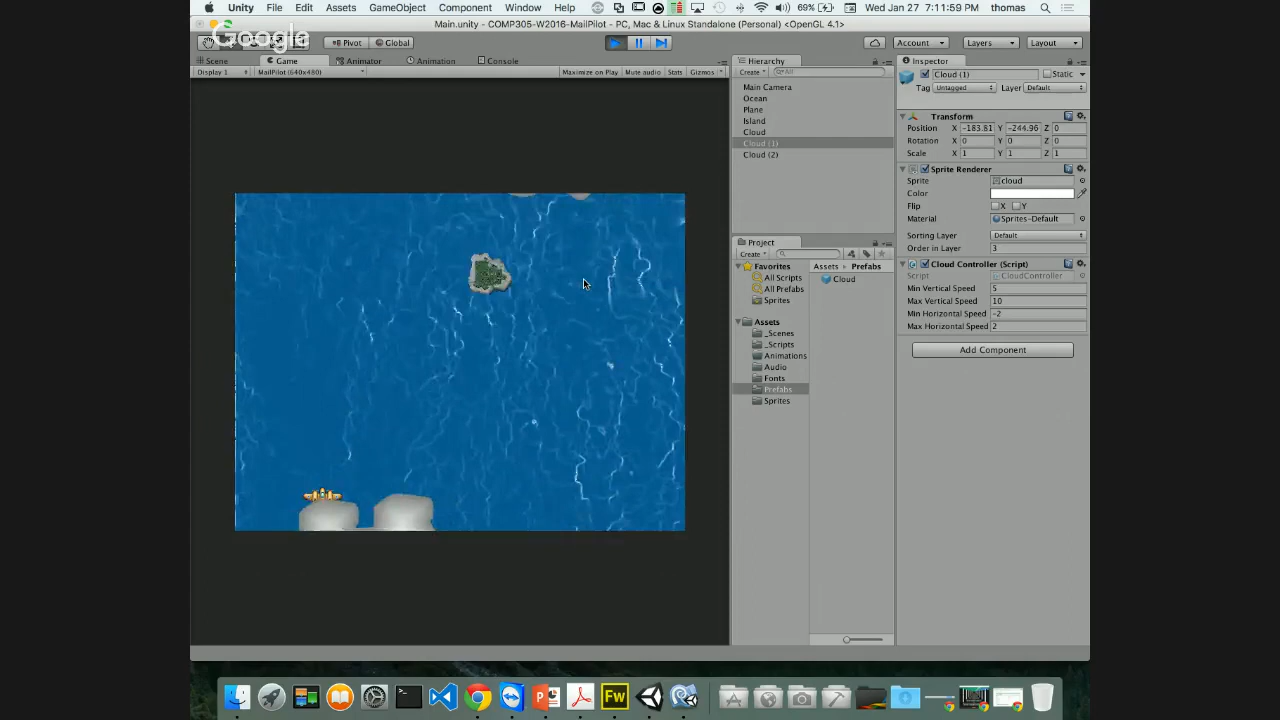 Unity File Edit Assets GameObject Component Window Help 69% Wed Jan 27 7:11:59 PM thomas
Main.unity - COMP305-W2016-MailPilot - PC, Mac & Linux Standalone (Personal) <OpenGL 4.1>
Google
Pivot Global Account Layers Layout
Scene Game Animator Animation Console
Display 1 MailPilot (640x480) Maximize on Play Mute audio Stats Gizmos
Hierarchy
Create All
Main Camera
Ocean
Plane
Island
Cloud
Cloud (1)
Cloud (2)
Project
Create
Favorites
All Scripts
All Prefabs
Sprites
Assets
_Scenes
_Scripts
Animations
Audio
Fonts
Prefabs
Sprites
Assets Prefabs
Cloud
Inspector
Cloud (1) Static
Tag Untagged Layer Default
Transform
Position X -183.81 Y -244.96 Z 0
Rotation X 0 Y 0 Z 0
Scale X 1 Y 1 Z 1
Sprite Renderer
Sprite cloud
Color
Flip X Y
Material Sprites-Default
Sorting Layer Default
Order in Layer 3
Cloud Controller (Script)
Script CloudController
Min Vertical Speed 5
Max Vertical Speed 10
Min Horizontal Speed -2
Max Horizontal Speed 2
Add Component
Fw